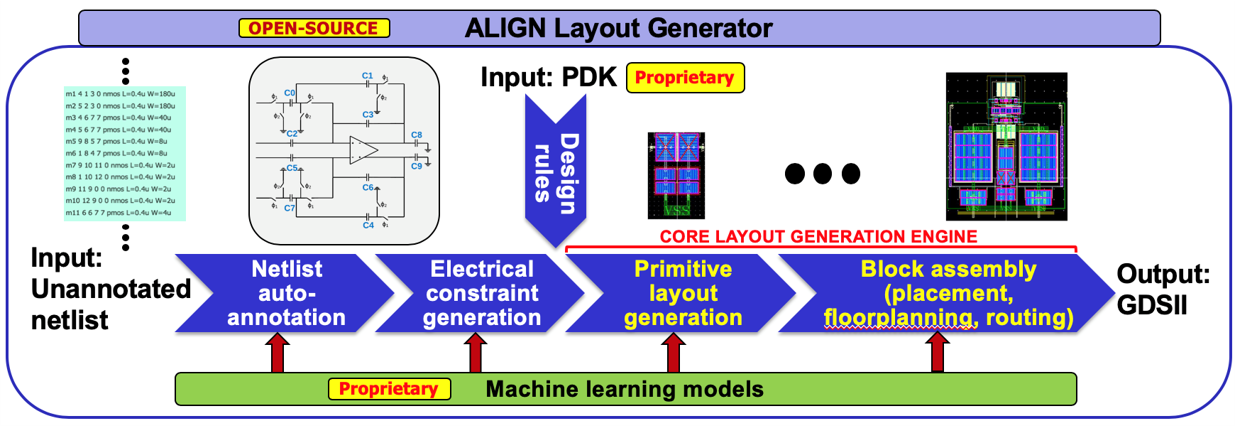 OPEN-SOURCE ALIGN Layout Generator
m1 4 1 3 0 nmos L=0.4u W=180u
m2 5 2 3 0 nmos L=0.4u W=180u
m3 4 6 7 7 pmos L=0.4u W=40u
m4 5 6 7 7 pmos L=0.4u W=40u
m5 9 8 5 7 pmos L=0.4u W=8u
m6 1 8 4 7 pmos L=0.4u W=8u
m7 9 10 11 0 nmos L=0.4u W=2u
m8 1 10 12 0 nmos L=0.4u W=2u
m9 11 9 0 0 nmos L=0.4u W=2u
m10 12 9 0 0 nmos L=0.4u W=2u
m11 6 6 7 7 pmos L=0.4u W=4u
C1
C0
C3
C2
C8
C9
C5
C6
C7
C4
Input: PDK Proprietary
Design
rules
VSS
CORE LAYOUT GENERATION ENGINE
Input:
Unannotated
netlist
Netlist
auto-
annotation
Electrical
constraint
generation
Primitive
layout
generation
Block assembly
(placement,
floorplanning, routing)
Output:
GDSII
Proprietary Machine learning models